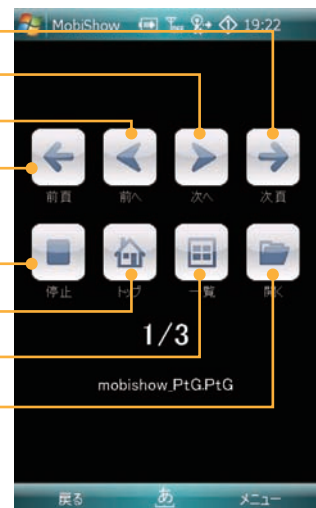 MobiShow 19:22
前頁 前へ 次へ 次頁
停止 トップ 一覧 開く
1/3
mobishow_PtG.PtG
戻る あ メニュー